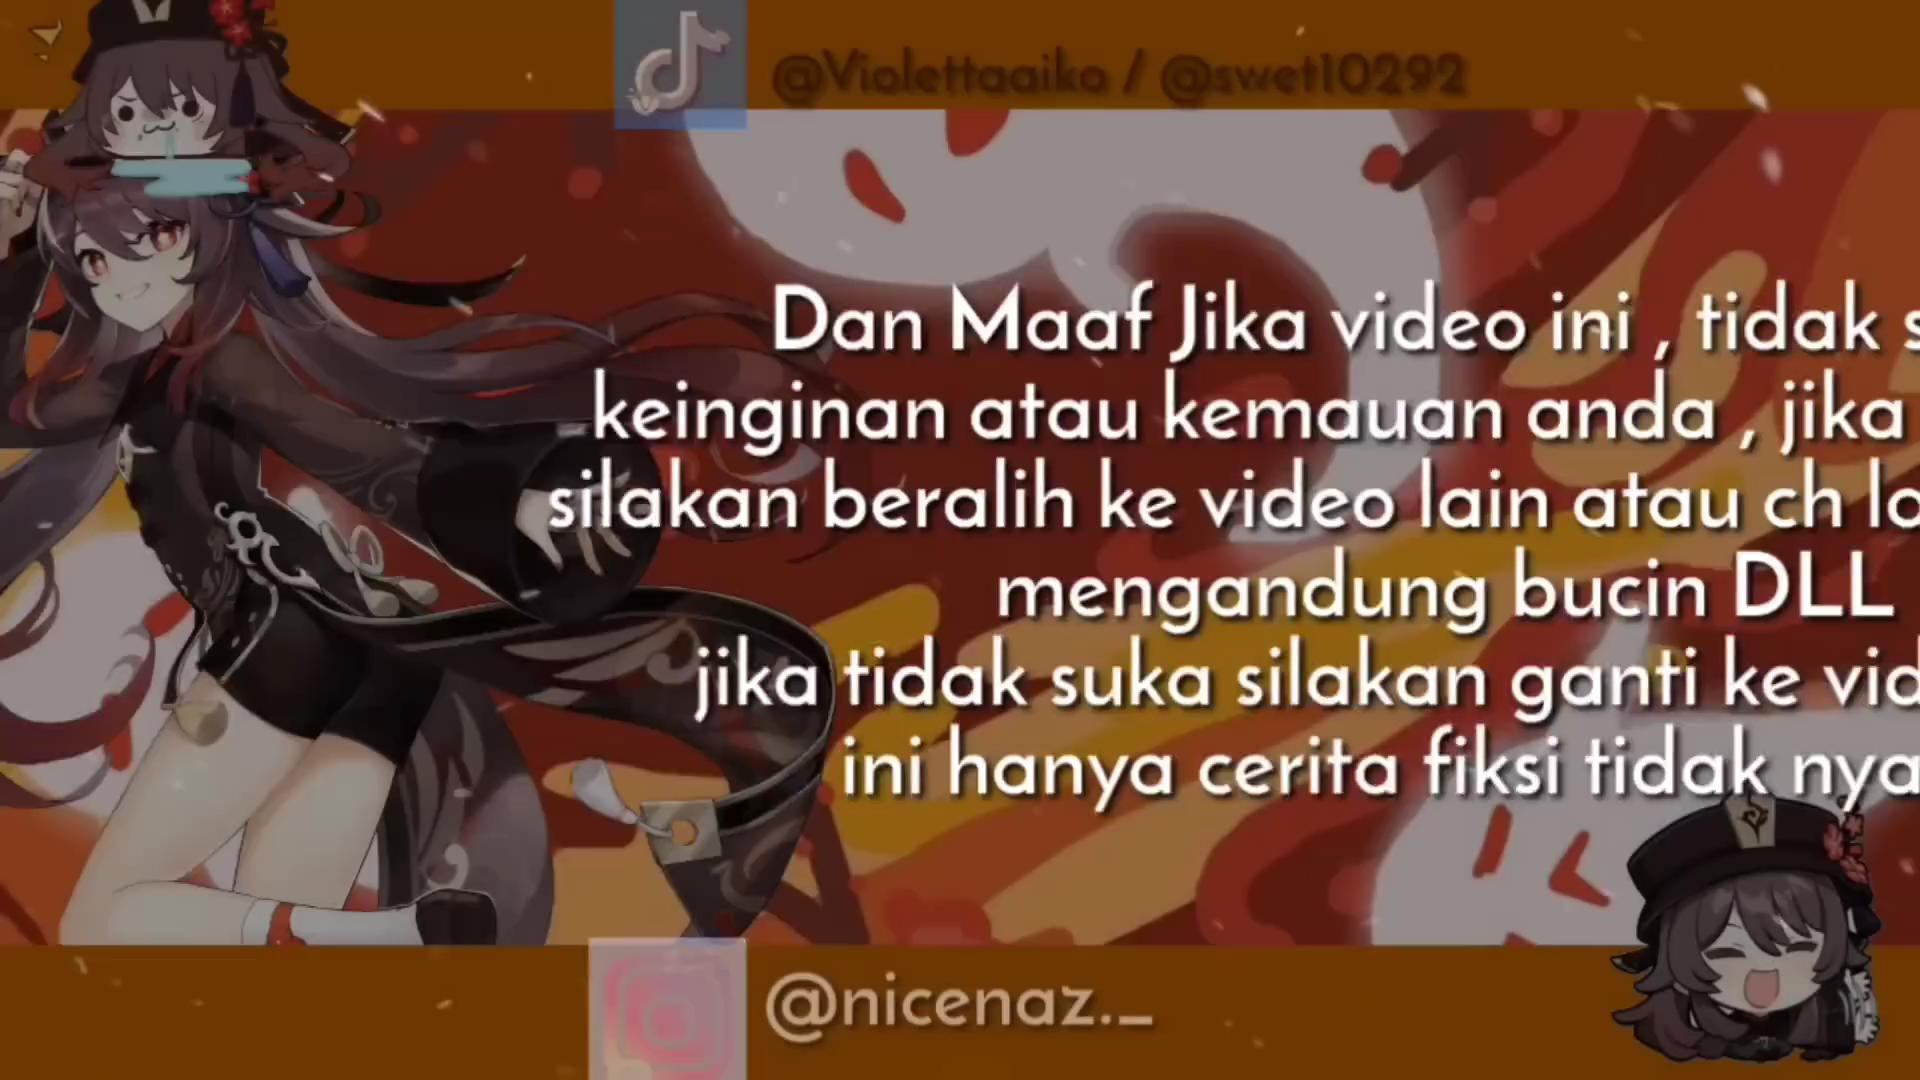 @Violettaaiko / @swet10292
Dan Maaf Jika video ini , tidak
keinginan atau kemauan anda , jika
silakan beralih ke video lain atau ch
mengandung bucin DLL
jika tidak suka silakan ganti ke
ini hanya cerita fiksi tidak
@nicenaz._